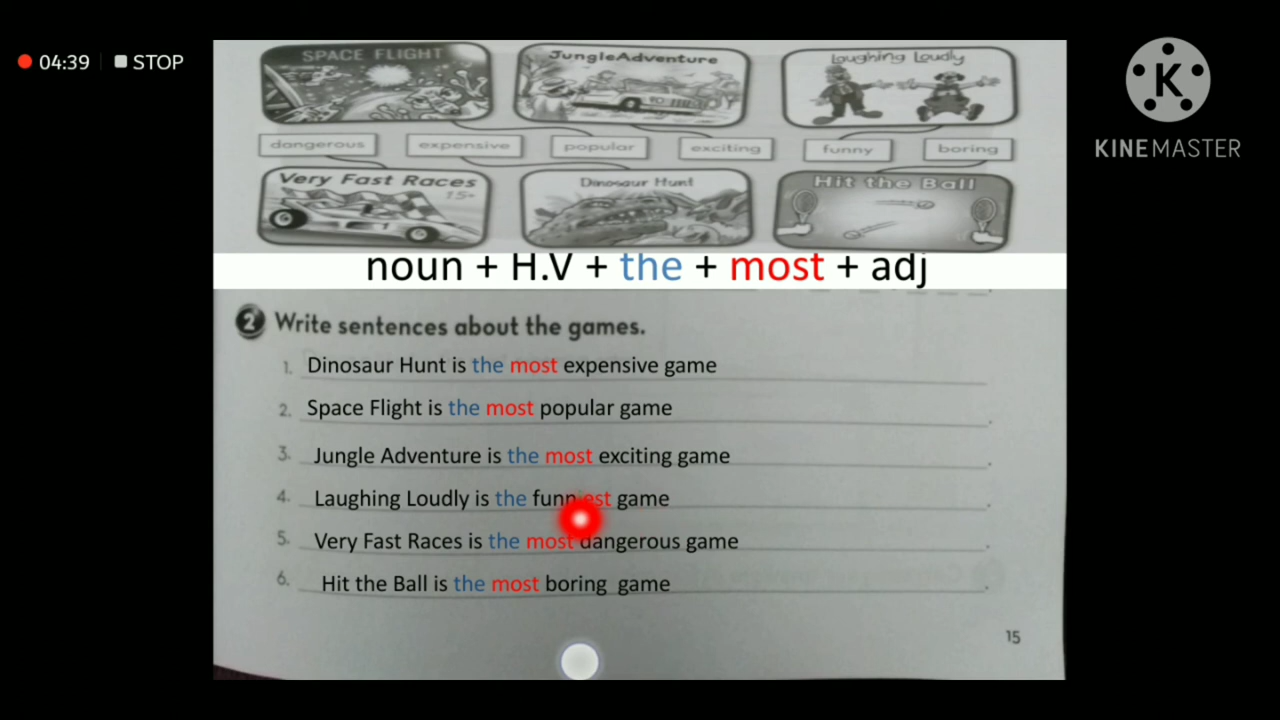 04:39 STOP
KINEMASTER
SPACE FLIGHT JungleAdventure Laughing Loudly
dangerous expensive popular exciting funny boring
Very Fast Races Dinosaur Hunt Hit the Ball
15+
noun + H.V + the + most + adj
2 Write sentences about the games.
1. Dinosaur Hunt is the most expensive game
2. Space Flight is the most popular game
3. Jungle Adventure is the most exciting game
4. Laughing Loudly is the funniest game
5. Very Fast Races is the most dangerous game
6. Hit the Ball is the most boring game
15